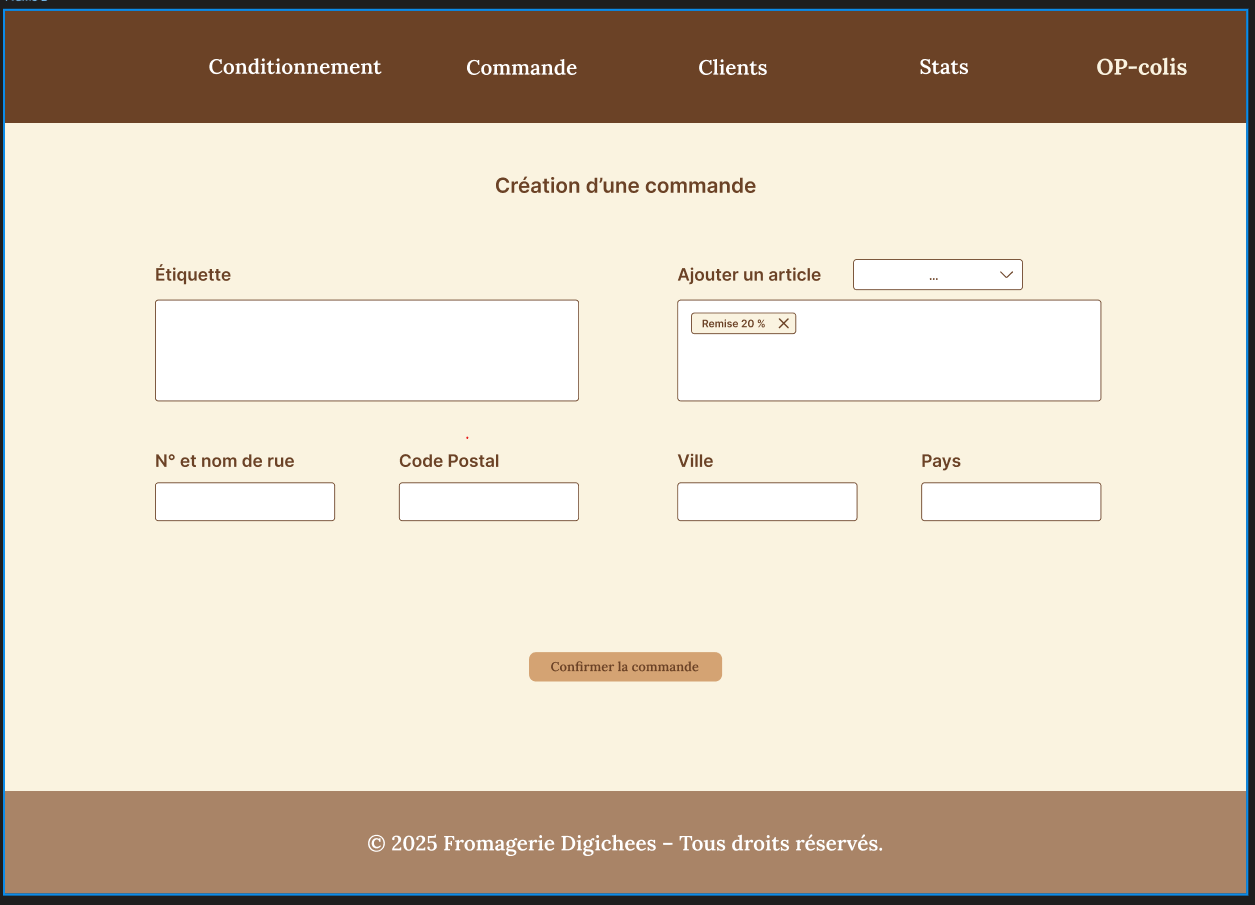 Conditionnement Commande Clients Stats OP-colis
Création d’une commande
Étiquette
Ajouter un article ...
Remise 20 %
N° et nom de rue Code Postal Ville Pays
Confirmer la commande
© 2025 Fromagerie Digichees – Tous droits réservés.